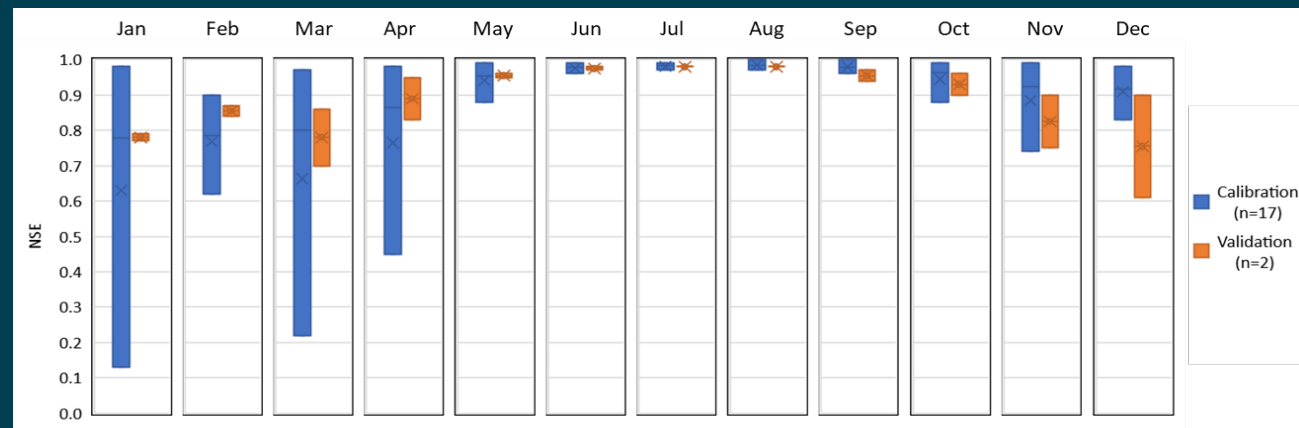 Jan Feb Mar Apr May Jun Jul Aug Sep Oct Nov Dec
1.0
0.9
0.8
0.7
0.6
0.5
0.4
0.3
0.2
0.1
0.0
NSE
Calibration
(n=17)
Validation
(n=2)